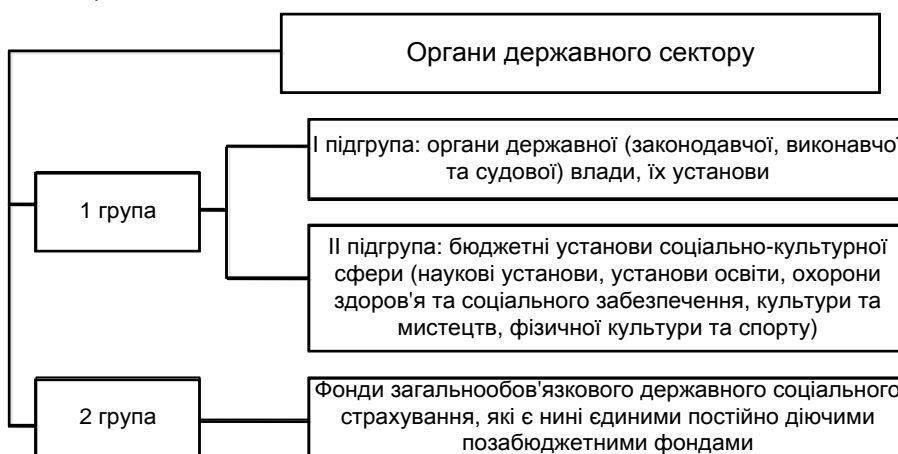 Органи державного сектору
І підгрупа: органи державної (законодавчої, виконавчої
та судової) влади, їх установи
1 група
ІІ підгрупа: бюджетні установи соціально-культурної
сфери (наукові установи, установи освіти, охорони
здоров'я та соціального забезпечення, культури та
мистецтв, фізичної культури та спорту)
2 група
Фонди загальнообов'язкового державного соціального
страхування, які є нині єдиними постійно діючими
позабюджетними фондами